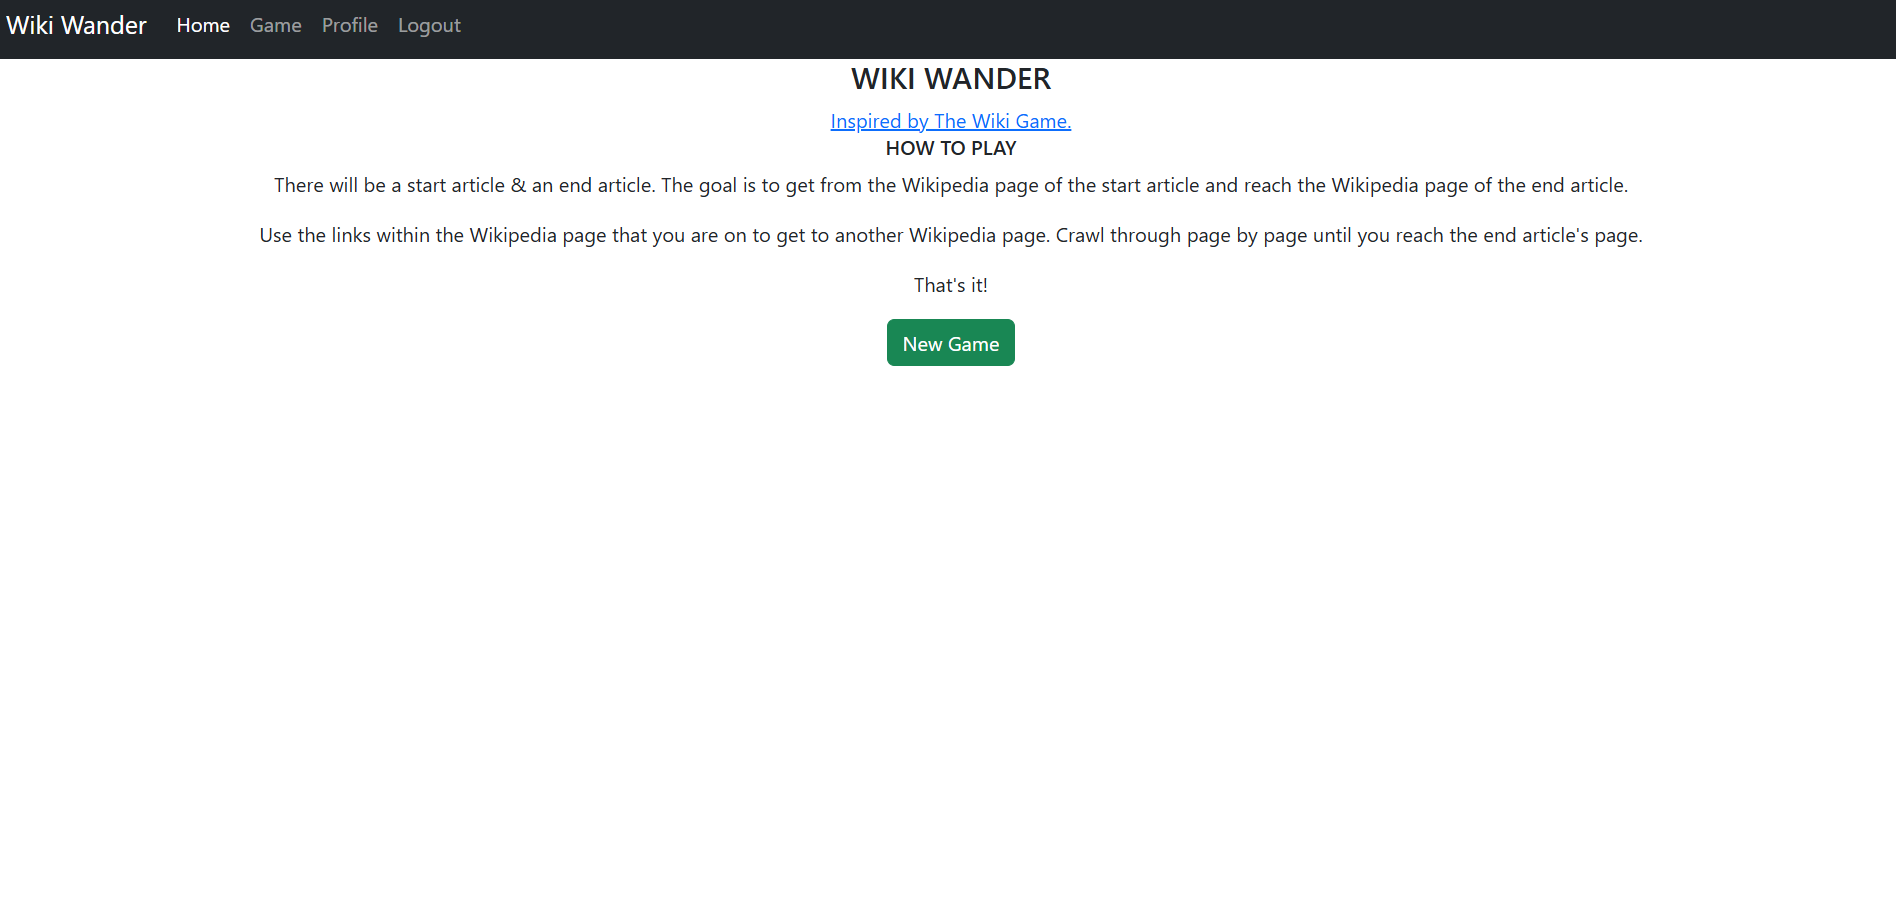 Wiki Wander Home Game Profile Logout
WIKI WANDER
Inspired by The Wiki Game.
HOW TO PLAY
There will be a start article & an end article. The goal is to get from the Wikipedia page of the start article and reach the Wikipedia page of the end article.
Use the links within the Wikipedia page that you are on to get to another Wikipedia page. Crawl through page by page until you reach the end article's page.
That's it!
New Game